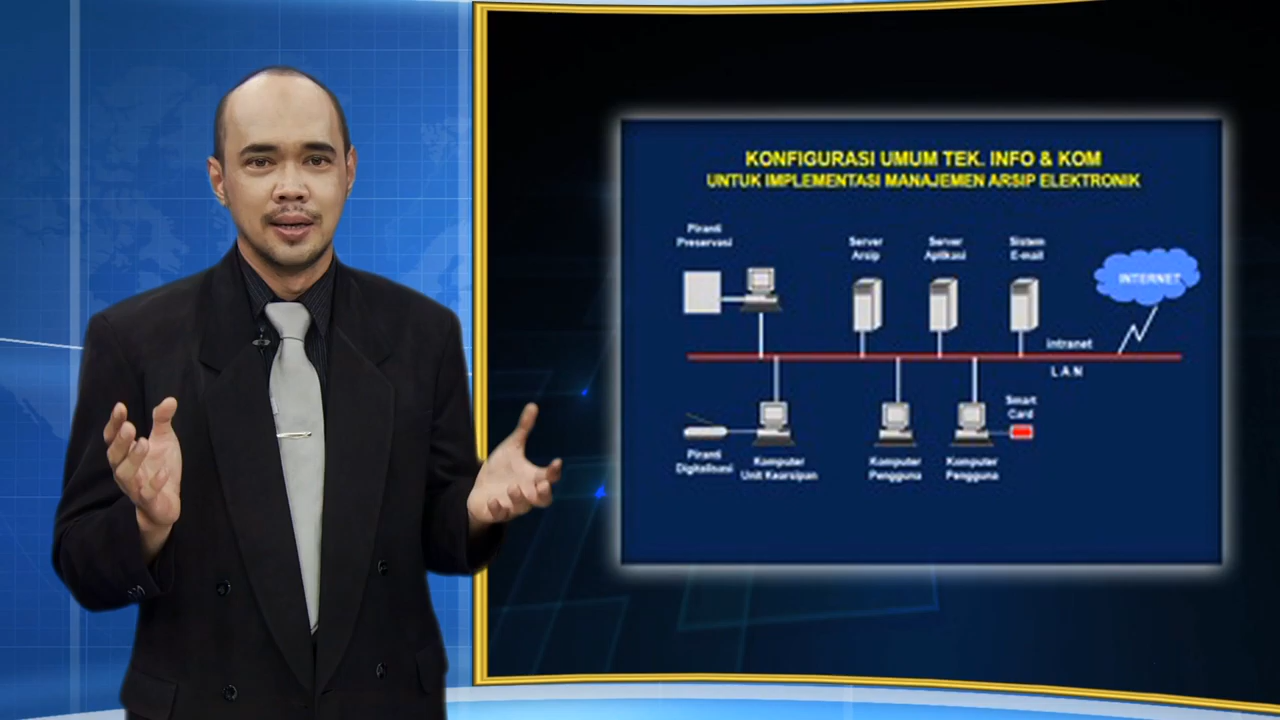 KONFIGURASI UMUM TEK. INFO & KOM
UNTUK IMPLEMENTASI MANAJEMEN ARSIP ELEKTRONIK
Piranti
Preservasi
Server
Arsip
Server
Aplikasi
Sistem
E-mail
INTERNET
Intranet
LAN
Smart
Card
Piranti
Digitalisasi
Komputer
Unit Kearsipan
Komputer
Pengguna
Komputer
Pengguna